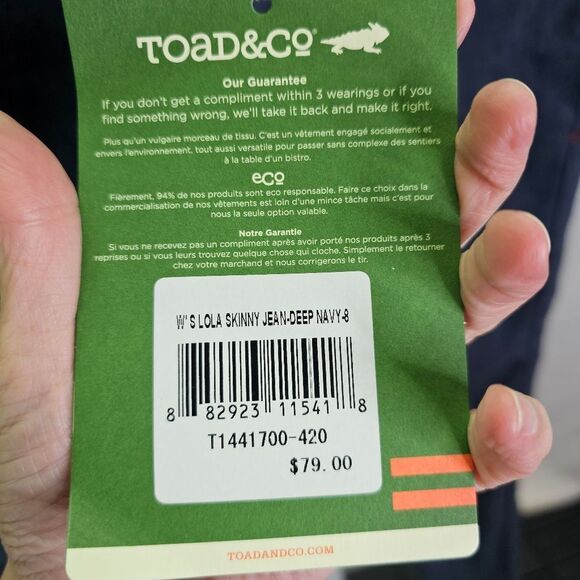 TOAD&CO
Our Guarantee
If you don't get a compliment within 3 wearings or if you
find something wrong, we'll take it back and make it right.
Plus qu'un vulgaire morceau de tissu. C'est un vêtement engagé socialement et
envers l'environnement, tout aussi versatile pour passer sans complexe des sentiers
à la table d'un bistro.
eco
Fièrement, 94% de nos produits sont eco responsable. Faire ce choix dans la
commercialisation de nos vêtements est loin d'une mince tâche mais c'est pour
nous la seule option valable.
Notre Garantie
Si vous ne recevez pas un compliment après avoir porté nos produits après 3
reprises ou si vous leurs trouvez quelque chose qui cloche. Simplement le retourner
chez votre marchand et nous corrigerons le tir.
W'S LOLA SKINNY JEAN-DEEP NAVY-8
8 82923 11541 8
T1441700-420
$79.00
TOADANDCO.COM